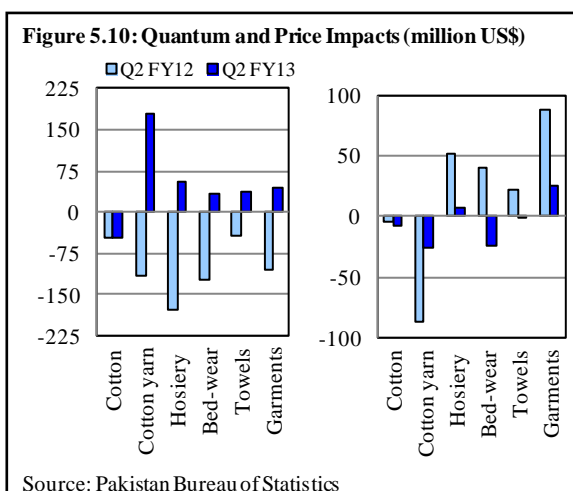 Figure 5.10: Quantum and Price Impacts (million US$)
Q2 FY12 Q2 FY13
225
150
75
0
-75
-150
-225
Cotton
Cotton yarn
Hosiery
Bed-wear
Towels
Garments
100
50
0
-50
-100
Cotton
Cotton yarn
Hosiery
Bed-wear
Towels
Garments
Source: Pakistan Bureau of Statistics